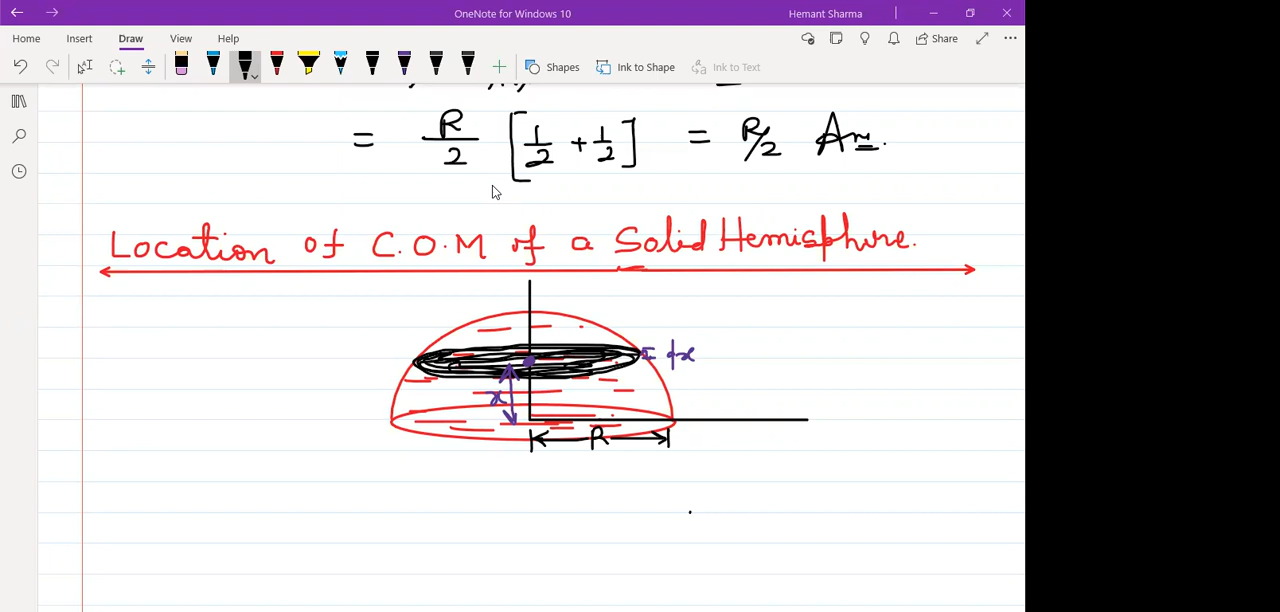 OneNote for Windows 10
Hemant Sharma
Home Insert Draw View Help
Share
Shapes Ink to Shape Ink to Text
= R/2 [1/2 + 1/2] = R/2 Ans.
Location of C.O.M of a Solid Hemisphere.
dx
x
R